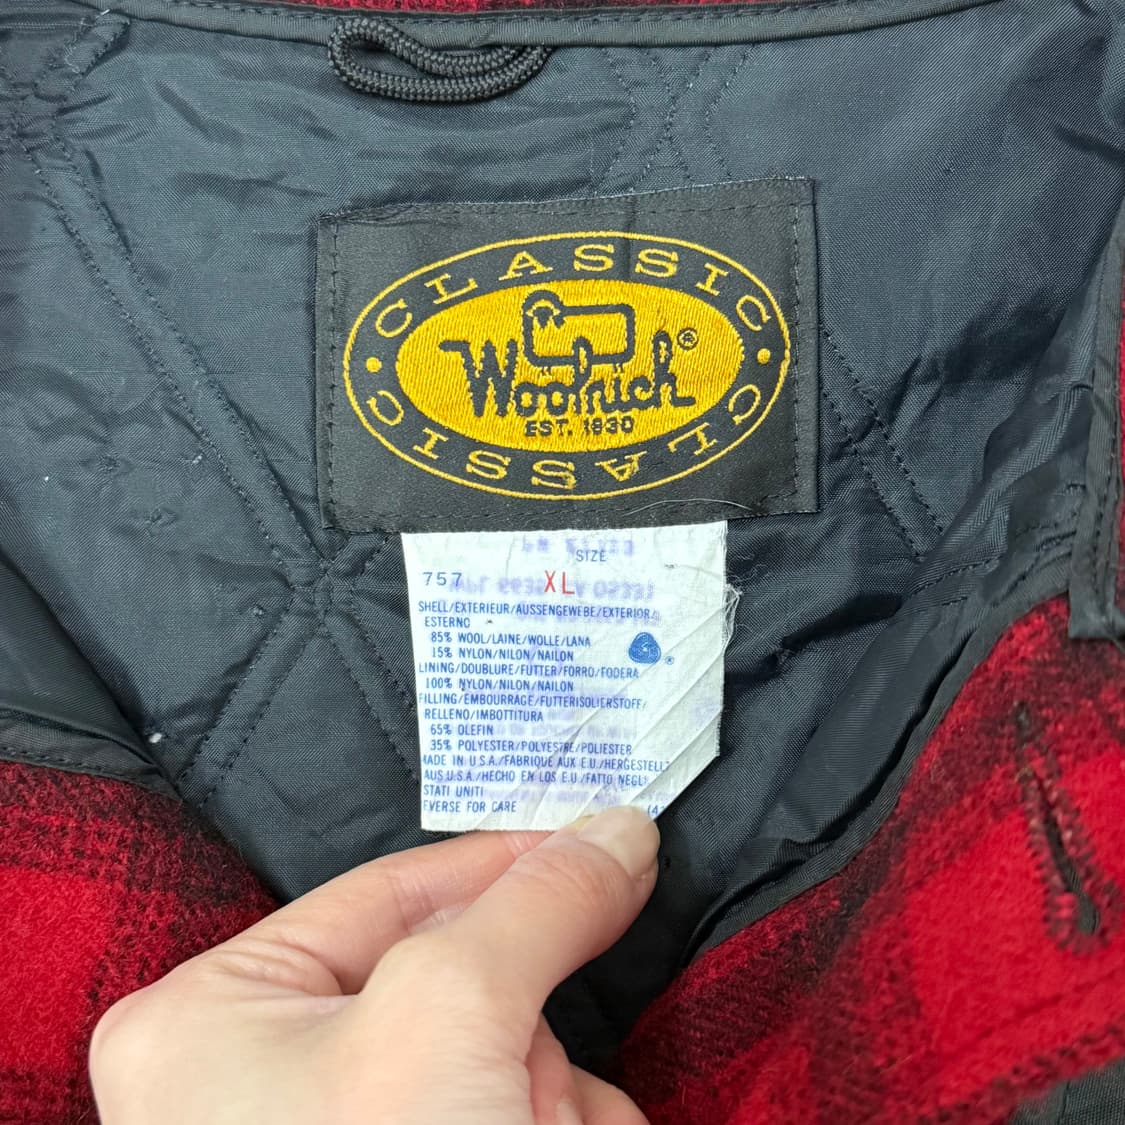 • CLASSIC •
Woolrich®
EST. 1830
CLASSIC
SIZE
757 XL
SHELL/EXTERIEUR/AUSSENGEWEBE/EXTERIOR/
ESTERNO
85% WOOL/LAINE/WOLLE/LANA
15% NYLON/NILON/NAILON
LINING/DOUBLURE/FUTTER/FORRO/FODERA
100% NYLON/NILON/NAILON
FILLING/EMBOURRAGE/FUTTERISOLIERSTOFF/
RELLENO/IMBOTTITURA
65% OLEFIN
35% POLYESTER/POLYESTRE/POLIESTER
MADE IN U.S.A./FABRIQUE AUX E.U./HERGESTELLT
AUS U.S.A./HECHO EN LOS E.U./FATTO NEGLI
STATI UNITI
EVERSE FOR CARE